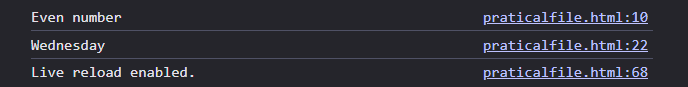 Even number praticalfile.html:10
Wednesday praticalfile.html:22
Live reload enabled. praticalfile.html:68